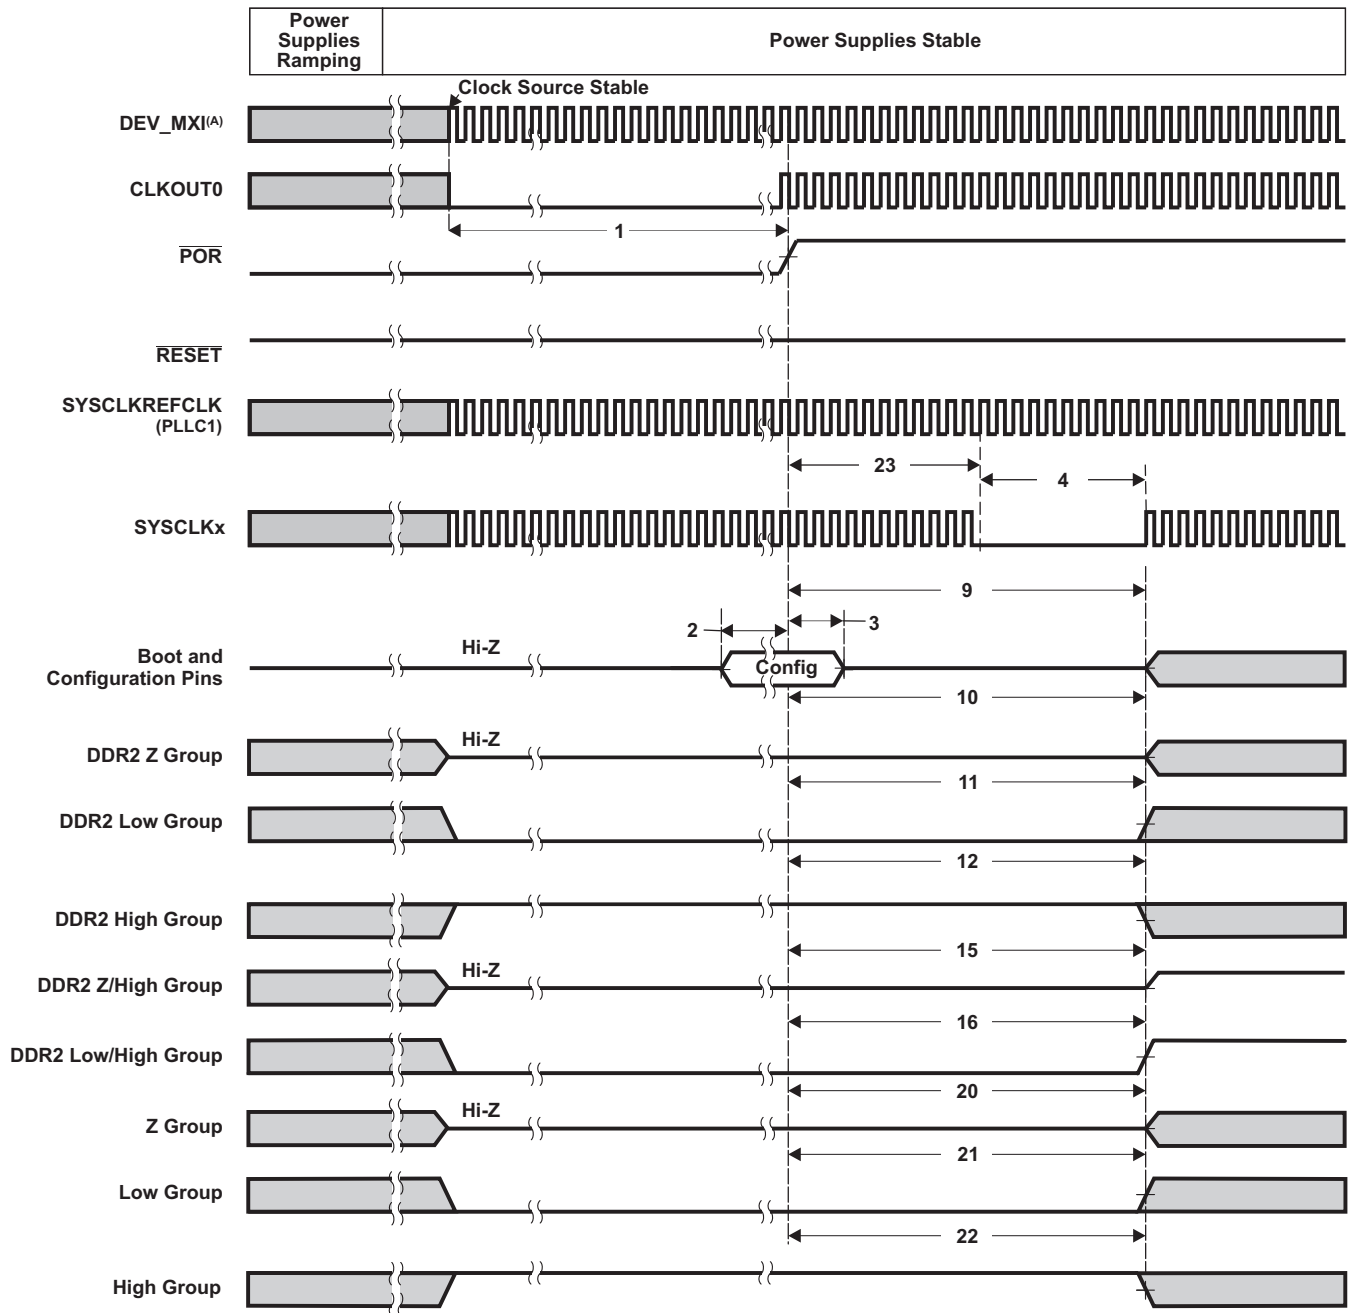 Power
Supplies
Ramping
Power Supplies Stable
Clock Source Stable
DEV_MXI(A)
CLKOUT0
1
POR
RESET
SYSCLKREFCLK
(PLLC1)
23
4
SYSCLKx
9
2
3
Hi-Z
Boot and
Configuration Pins
Config
10
Hi-Z
DDR2 Z Group
11
DDR2 Low Group
12
DDR2 High Group
15
Hi-Z
DDR2 Z/High Group
16
DDR2 Low/High Group
20
Hi-Z
Z Group
21
Low Group
22
High Group